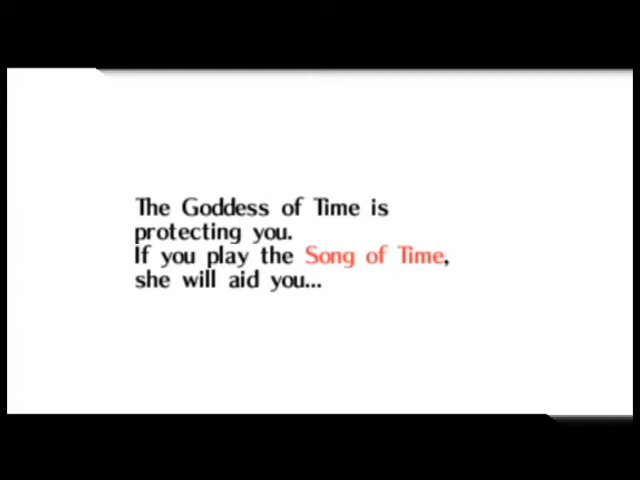 The Goddess of Time is
protecting you.
If you play the Song of Time,
she will aid you...